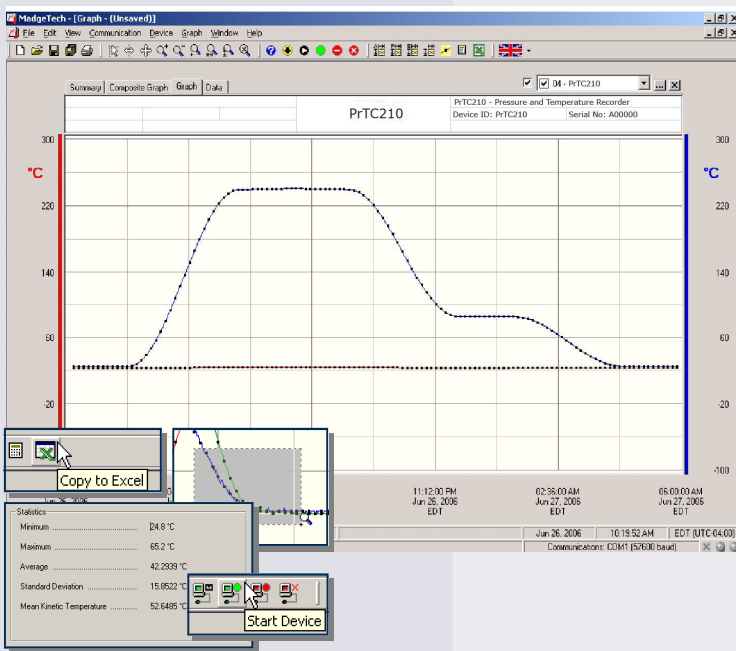 MadgeTech - [Graph - (Unsaved)]
File Edit View Communication Device Graph Window Help
Summary Composite Graph Graph Data
04 - PrTC210
PrTC210
PrTC210 - Pressure and Temperature Recorder
Device ID: PrTC210 Serial No: A00000
300 300
°C °C
220 220
140 140
60 60
-20 -20
-100
Copy to Excel
11:12:00 PM 02:36:00 AM 06:00:00 AM
Jun 26, 2006 Jun 27, 2006 Jun 27, 2006
EDT EDT EDT
Jun 26, 2006 10:19:52 AM EDT (UTC-04:00)
Communications: COM1 (57600 baud)
Statistics
Minimum 24.8 °C
Maximum 65.2 °C
Average 42.2939 °C
Standard Deviation 15.8522 °C
Mean Kinetic Temperature 52.6485 °C
Start Device